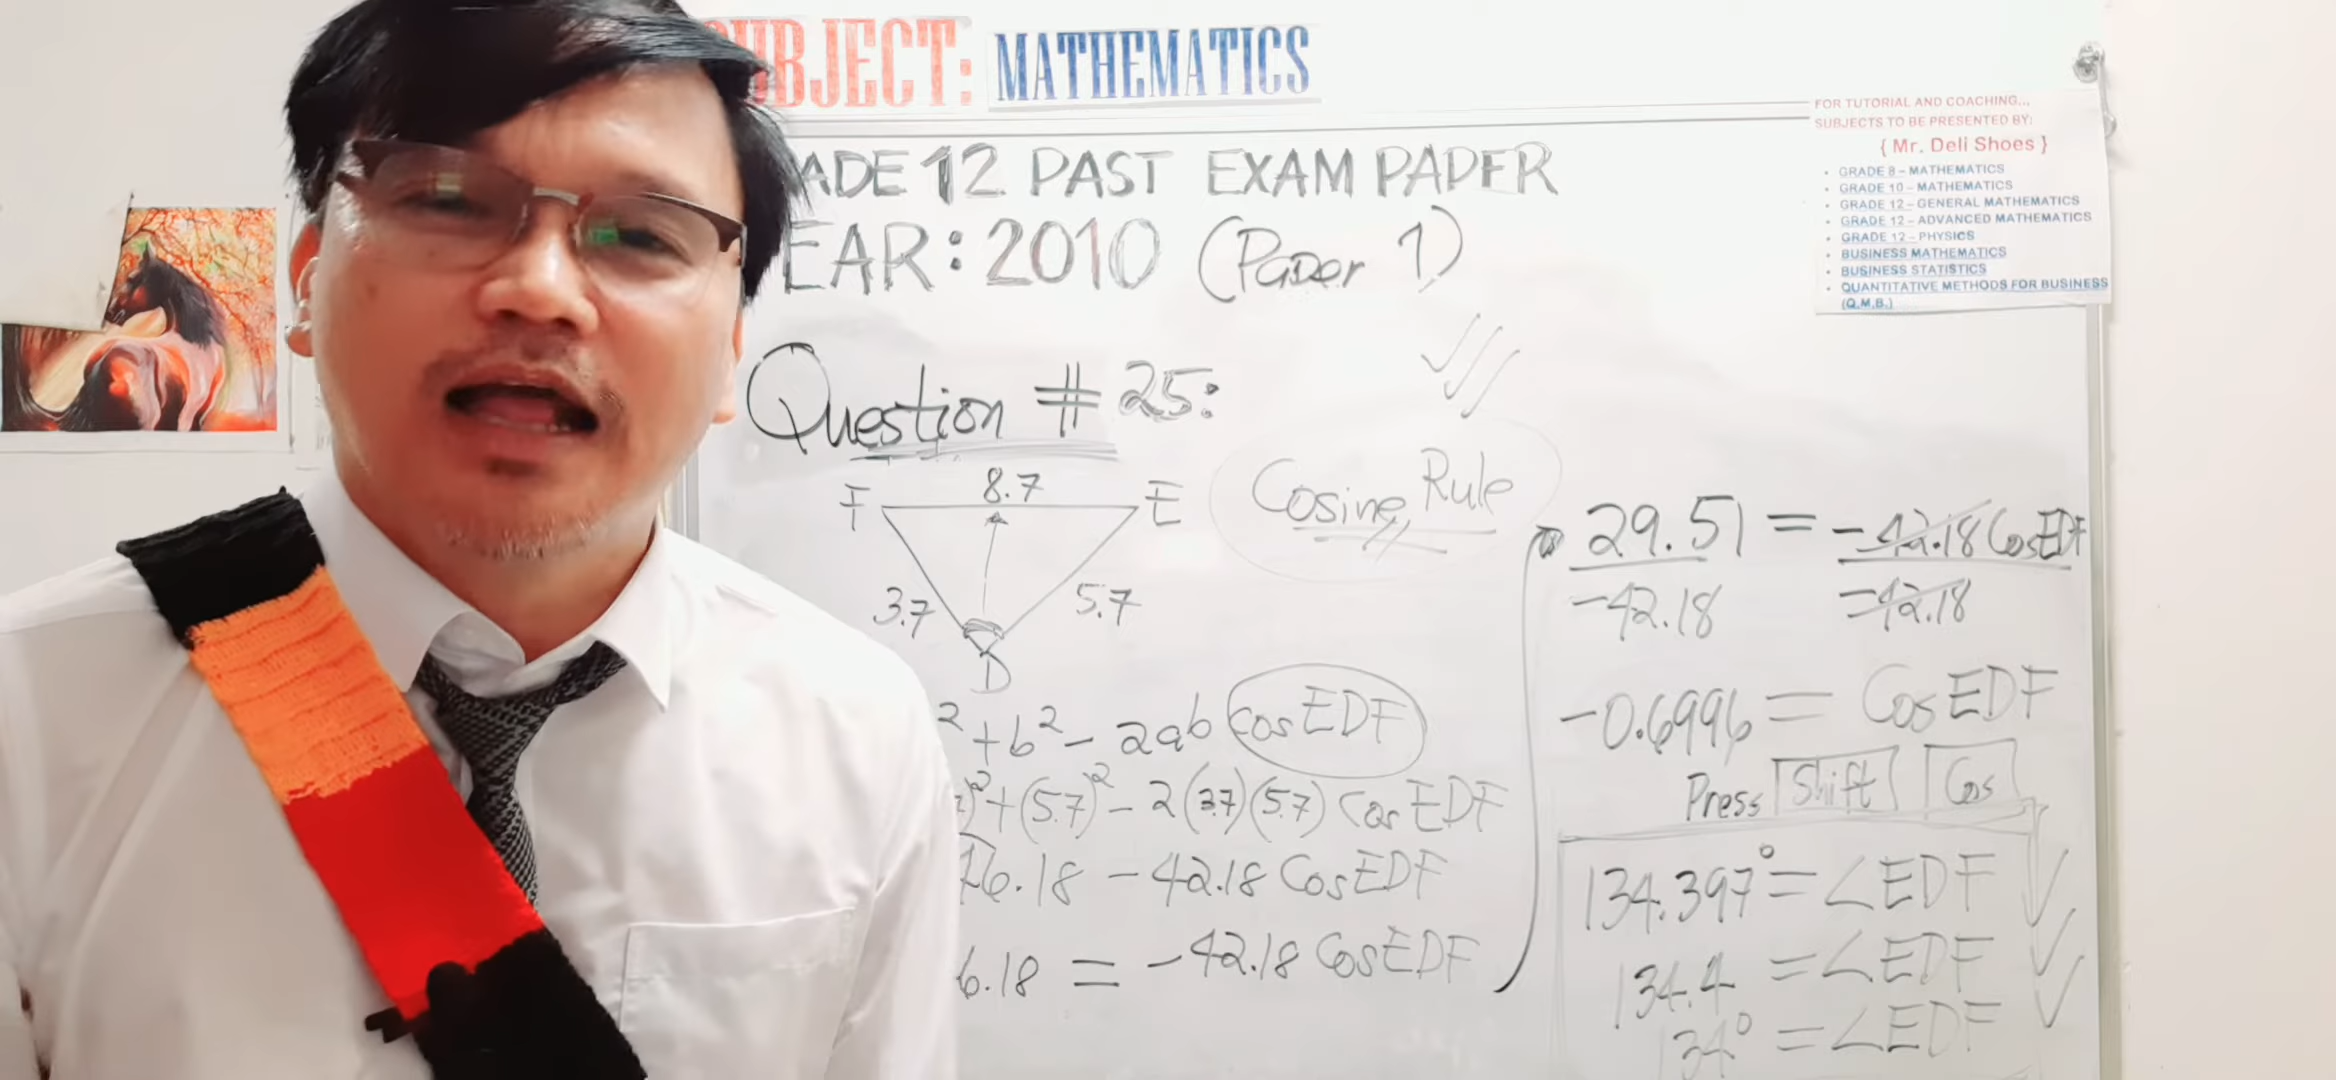 SUBJECT: MATHEMATICS
FOR TUTORIAL AND COACHING...
SUBJECTS TO BE PRESENTED BY:
{ Mr. Deli Shoes }
• GRADE 8 – MATHEMATICS
• GRADE 10 – MATHEMATICS
• GRADE 12 – GENERAL MATHEMATICS
• GRADE 12 – ADVANCED MATHEMATICS
• GRADE 12 – PHYSICS
• BUSINESS MATHEMATICS
• BUSINESS STATISTICS
• QUANTITATIVE METHODS FOR BUSINESS
(Q.M.B.)
ADE 12 PAST EXAM PAPER
EAR: 2010 (Paper 1)
Question # 25:
8.7
F E
3.7 5.7
D
Cosine Rule
² + b² - 2ab cos EDF
)² + (5.7)² - 2(3.7)(5.7) Cos EDF
46.18 - 42.18 Cos EDF
6.18 = -42.18 Cos EDF
29.51 = -42.18 Cos EDF
-42.18 -42.18
-0.6996 = Cos EDF
Press Shift Cos
134.397° = ∠EDF
134.4 = ∠EDF
134° = ∠EDF